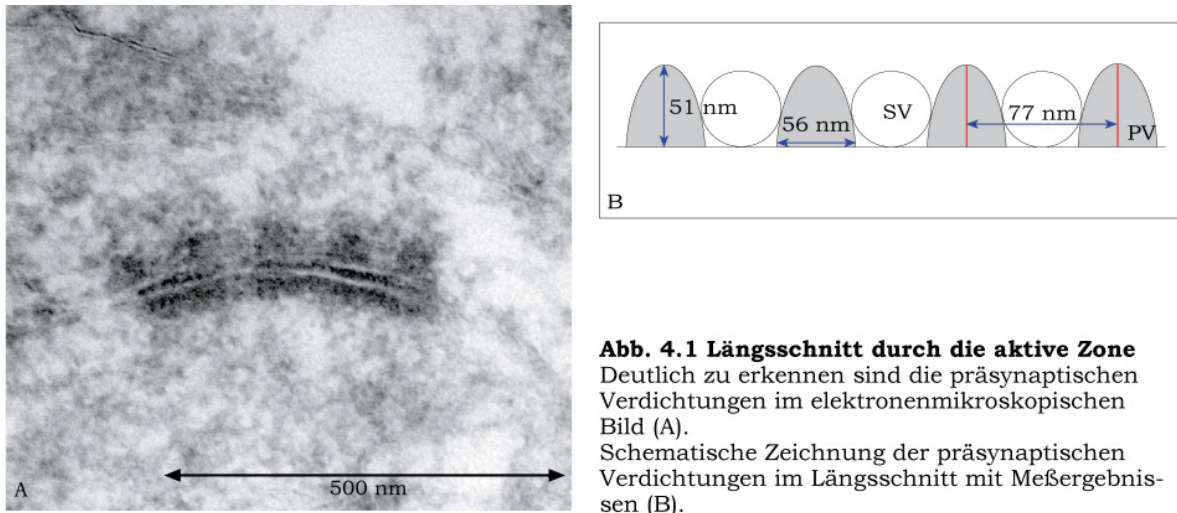 A
500 nm
51 nm
56 nm
SV
77 nm
PV
B
Abb. 4.1 Längsschnitt durch die aktive Zone
Deutlich zu erkennen sind die präsynaptischen
Verdichtungen im elektronenmikroskopischen
Bild (A).
Schematische Zeichnung der präsynaptischen
Verdichtungen im Längsschnitt mit Meßergebnis-
sen (B).